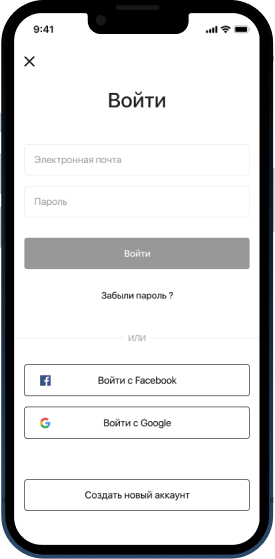 9:41
Войти
Электронная почта
Пароль
Войти
Забыли пароль ?
ИЛИ
Войти с Facebook
Войти с Google
Создать новый аккаунт